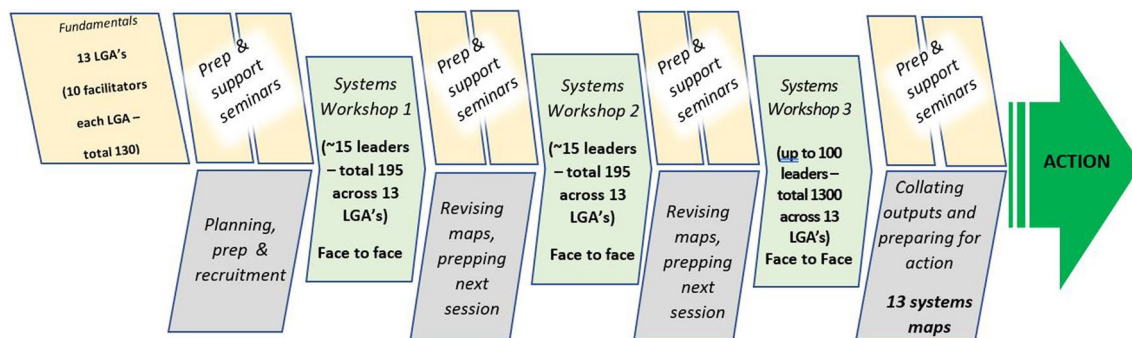 Fundamentals
13 LGA's
(10 facilitators
each LGA –
total 130)
Prep &
support
seminars
Planning,
prep &
recruitment
Systems
Workshop 1
(~15 leaders
– total 195
across 13
LGA's)
Face to face
Prep &
support
seminars
Revising
maps,
prepping
next
session
Systems
Workshop 2
(~15 leaders
– total 195
across 13
LGA's)
Face to face
Prep &
support
seminars
Revising
maps,
prepping
next
session
Systems
Workshop 3
(up to 100
leaders –
total 1300
across 13
LGA's)
Face to Face
Prep &
support
seminars
Collating
outputs and
preparing for
action
13 systems
maps
ACTION